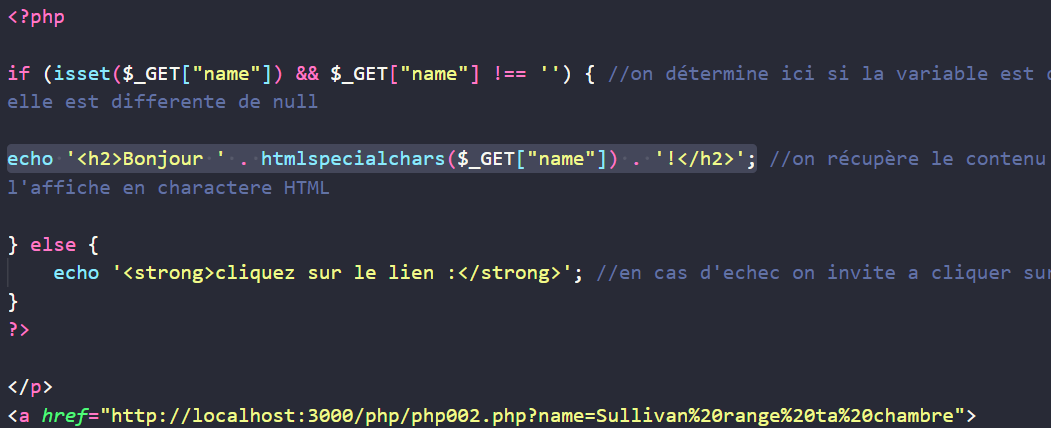 <?php
if (isset($_GET["name"]) && $_GET["name"] !== '') { //on détermine ici si la variable est
elle est differente de null
echo '<h2>Bonjour ' . htmlspecialchars($_GET["name"]) . '!</h2>'; //on récupère le contenu
l'affiche en charactere HTML
} else {
echo '<strong>cliquez sur le lien :</strong>'; //en cas d'echec on invite a cliquer sur
}
?>
</p>
<a href="http://localhost:3000/php/php002.php?name=Sullivan%20range%20ta%20chambre">